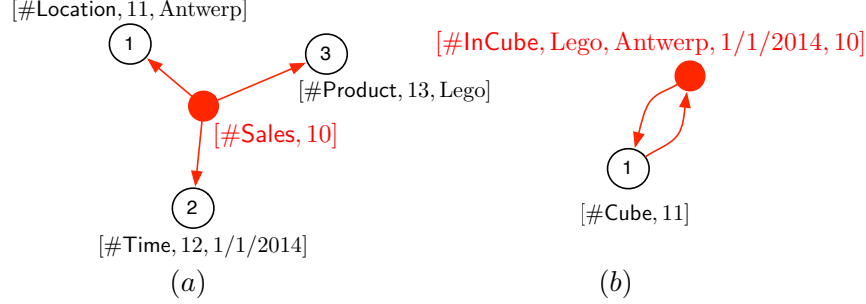 [#Location, 11, Antwerp]
1
3
[#Product, 13, Lego]
[#Sales, 10]
2
[#Time, 12, 1/1/2014]
(a)
[#InCube, Lego, Antwerp, 1/1/2014, 10]
1
[#Cube, 11]
(b)